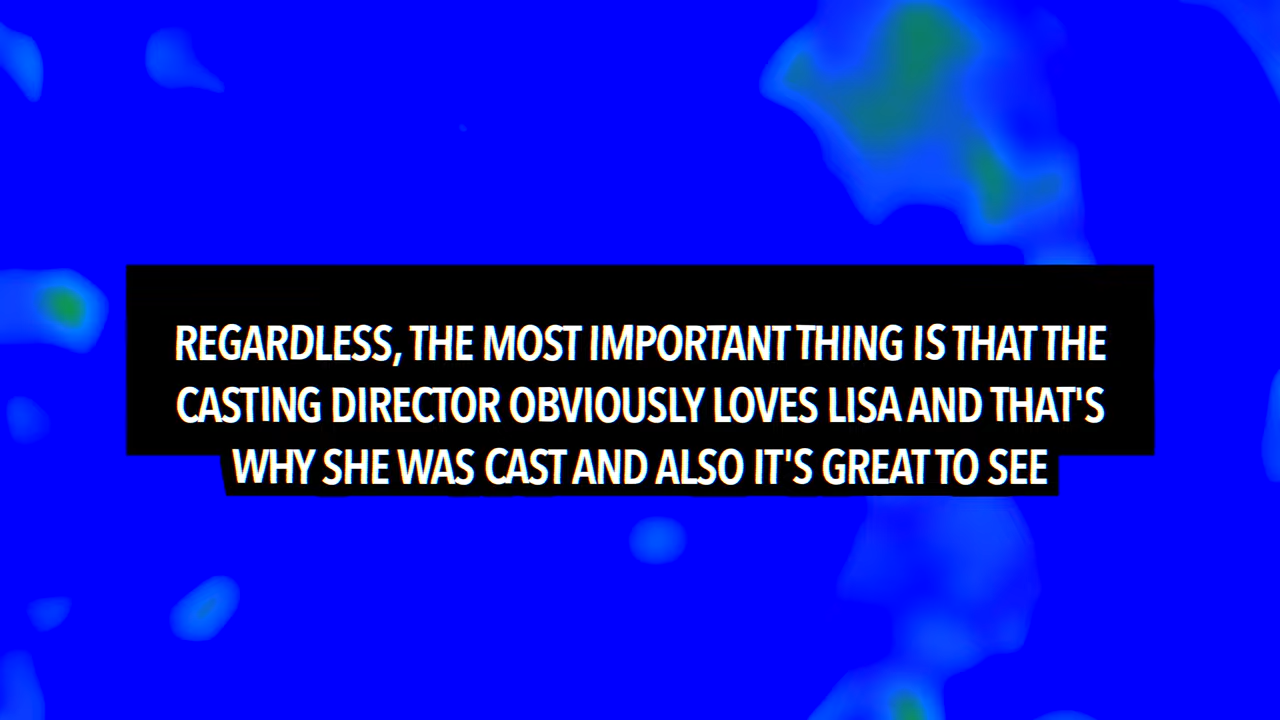 REGARDLESS, THE MOST IMPORTANT THING IS THAT THE
CASTING DIRECTOR OBVIOUSLY LOVES LISA AND THAT'S
WHY SHE WAS CAST AND ALSO IT'S GREAT TO SEE